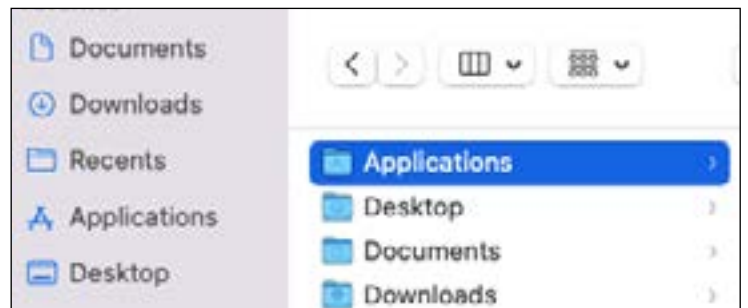 Documents
Downloads
Recents
Applications
Desktop
Applications
Desktop
Documents
Downloads